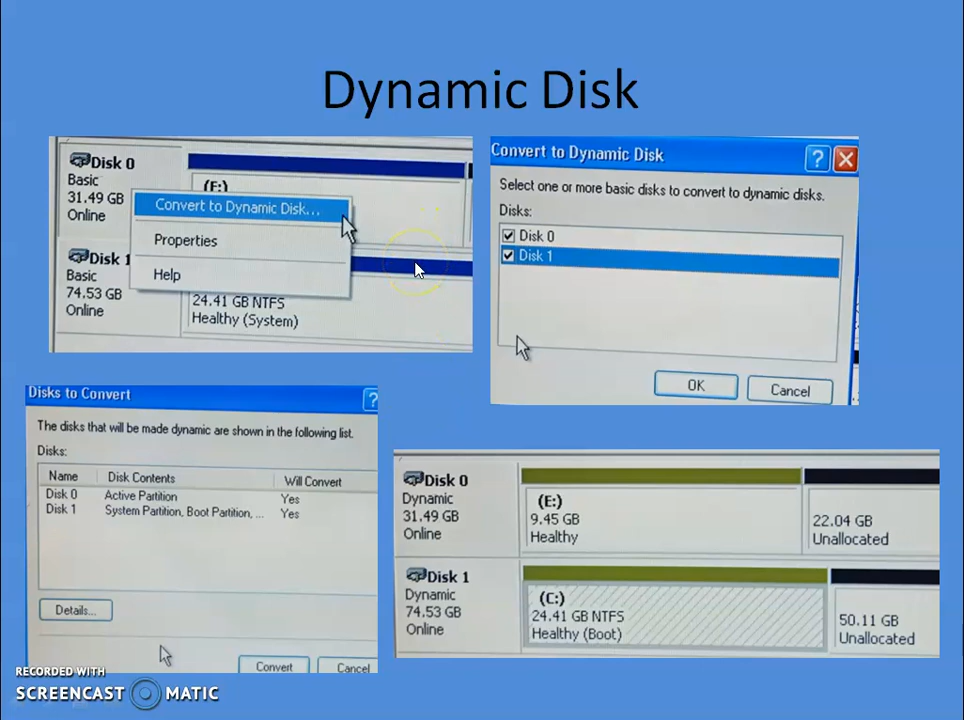 Dynamic Disk
Disk 0
Basic
31.49 GB
Online
(F:)
Convert to Dynamic Disk...
Properties
Help
Disk 1
Basic
74.53 GB
Online
24.41 GB NTFS
Healthy (System)
Convert to Dynamic Disk
?
Select one or more basic disks to convert to dynamic disks.
Disks:
Disk 0
Disk 1
OK
Cancel
Disks to Convert
?
The disks that will be made dynamic are shown in the following list.
Disks:
Name Disk Contents Will Convert
Disk 0 Active Partition Yes
Disk 1 System Partition, Boot Partition, ... Yes
Details...
Convert
Cancel
Disk 0
Dynamic
31.49 GB
Online
(E:)
9.45 GB
Healthy
22.04 GB
Unallocated
Disk 1
Dynamic
74.53 GB
Online
(C:)
24.41 GB NTFS
Healthy (Boot)
50.11 GB
Unallocated
RECORDED WITH
SCREENCAST MATIC